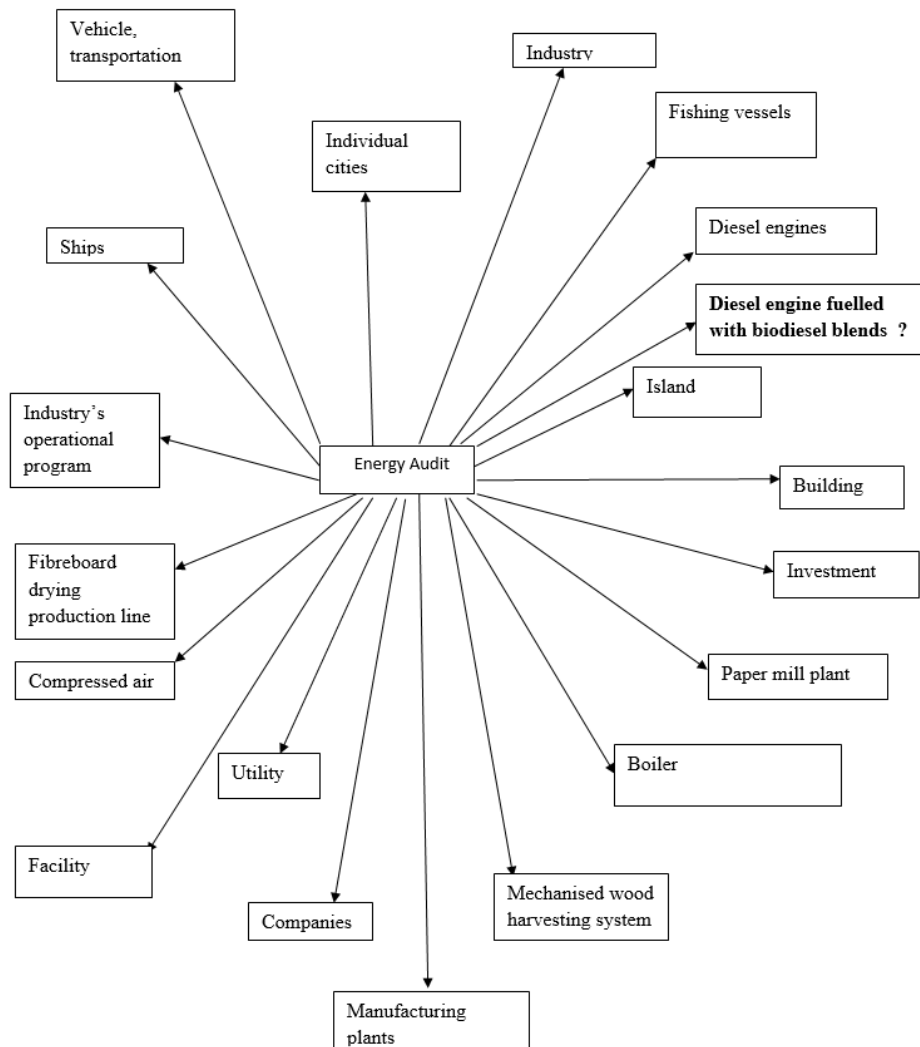 Vehicle,
transportation
Industry
Fishing vessels
Individual
cities
Diesel engines
Ships
Diesel engine fuelled
with biodiesel blends ?
Island
Industry’s
operational
program
Energy Audit
Building
Fibreboard
drying
production line
Investment
Compressed air
Paper mill plant
Utility
Boiler
Facility
Mechanised wood
harvesting system
Companies
Manufacturing
plants